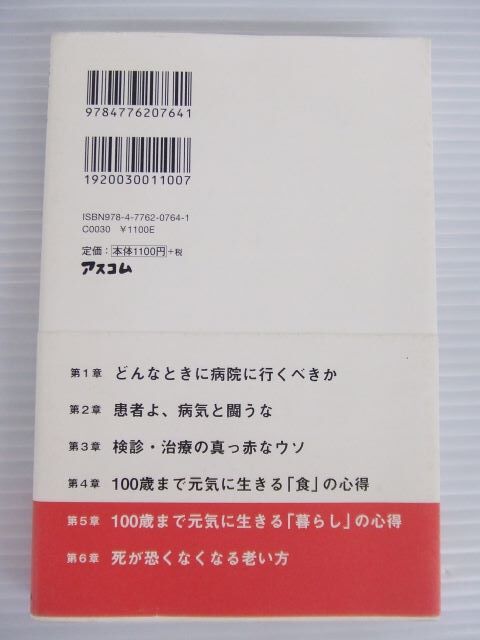 9784776207641
1920030011007
ISBN978-4-7762-0764-1
C0030 ￥1100E
定価：本体1100円+税
アスコム
第1章 どんなときに病院に行くべきか
第2章 患者よ、病気と闘うな
第3章 検診・治療の真っ赤なウソ
第4章 100歳まで元気に生きる「食」の心得
第5章 100歳まで元気に生きる「暮らし」の心得
第6章 死が恐くなくなる老い方